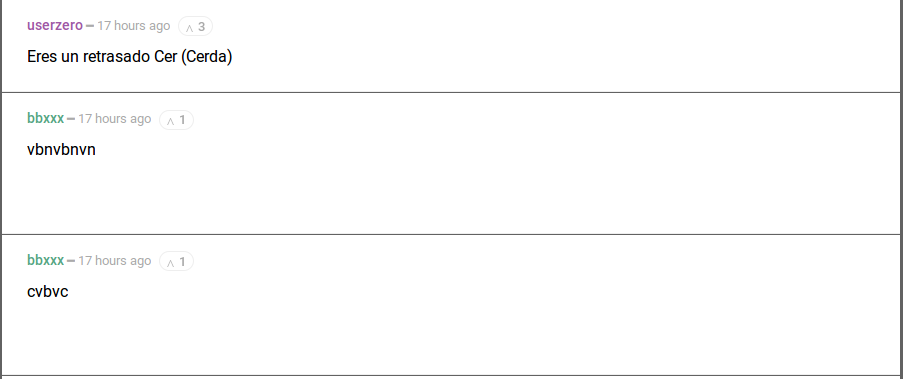 userzero – 17 hours ago ∧ 3
Eres un retrasado Cer (Cerda)
bbxxx – 17 hours ago ∧ 1
vbnvbnvn
bbxxx – 17 hours ago ∧ 1
cvbvc